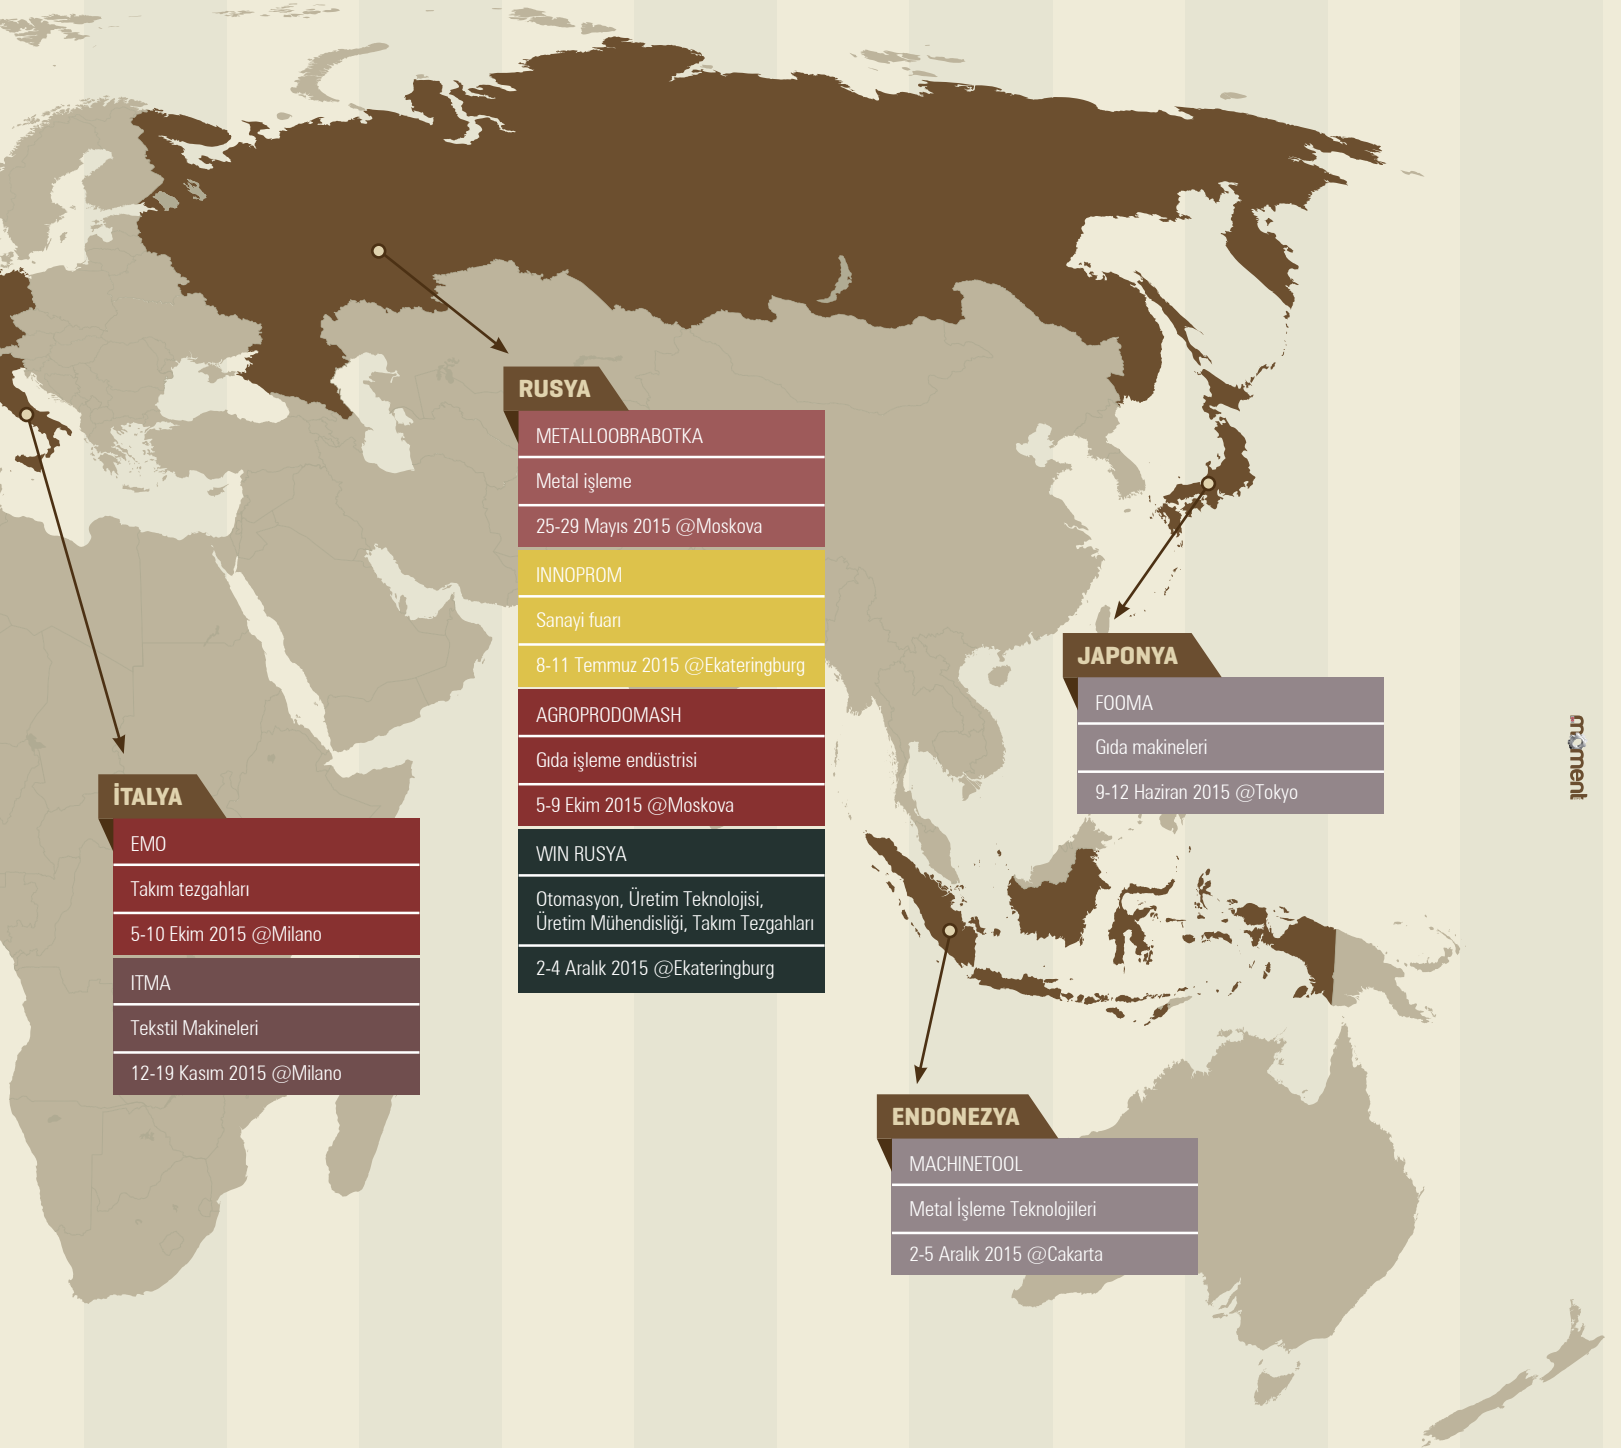 RUSYA
METALLOOBRABOTKA
Metal işleme
25-29 Mayıs 2015 @Moskova
INNOPROM
Sanayi fuarı
8-11 Temmuz 2015 @Ekateringburg
AGROPRODOMASH
Gıda işleme endüstrisi
5-9 Ekim 2015 @Moskova
WIN RUSYA
Otomasyon, Üretim Teknolojisi,
Üretim Mühendisliği, Takım Tezgahları
2-4 Aralık 2015 @Ekateringburg
JAPONYA
FOOMA
Gıda makineleri
9-12 Haziran 2015 @Tokyo
moment
İTALYA
EMO
Takım tezgahları
5-10 Ekim 2015 @Milano
ITMA
Tekstil Makineleri
12-19 Kasım 2015 @Milano
ENDONEZYA
MACHINETOOL
Metal İşleme Teknolojileri
2-5 Aralık 2015 @Cakarta